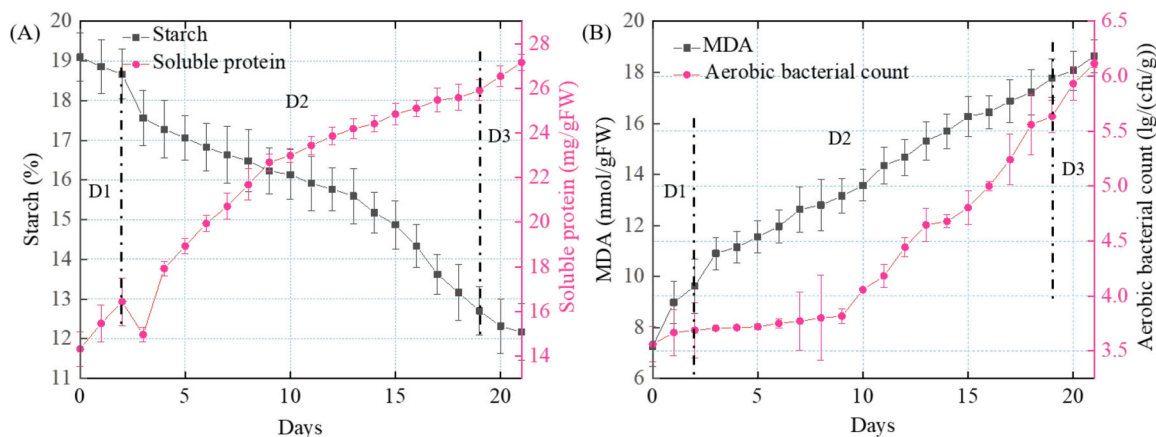 (A)
Starch
Soluble protein
D1
D2
D3
Starch (%)
20
19
18
17
16
15
14
13
12
11
0
5
10
15
20
Days
28
26
24
22
20
18
16
14
Soluble protein (mg/gFW)
(B)
MDA
Aerobic bacterial count
D1
D2
D3
MDA (nmol/gFW)
20
18
16
14
12
10
8
6
0
5
10
15
20
Days
6.5
6.0
5.5
5.0
4.5
4.0
3.5
Aerobic bacterial count (lg(cfu/g))